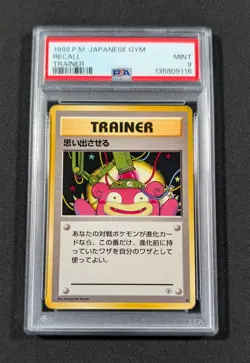 1998 P.M. JAPANESE GYM
RECALL
MINT
TRAINER
PSA
9
135809116
TRAINER
思い出させる
あなたの対戦ポケモンが進化カー
ドなら、この番だけ、進化前に持
っていたワザを自分のワザとして
使ってよい。